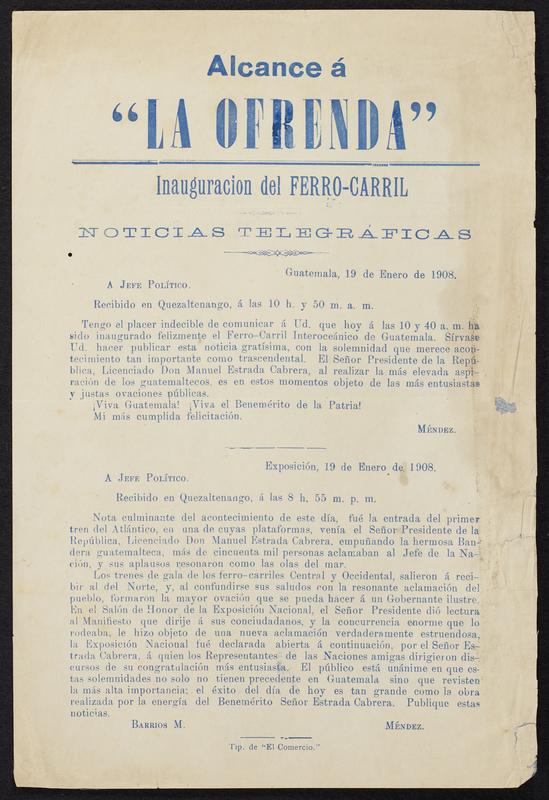 Alcance á
“LA OFRENDA”
Inauguracion del FERRO-CARRIL
NOTICIAS TELEGRÁFICAS
Guatemala, 19 de Enero de 1908.
A JEFE POLÍTICO.
Recibido en Quezaltenango, á las 10 h. y 50 m. a. m.
Tengo el placer indecible de comunicar á Ud. que hoy á las 10 y 40 a. m. ha
sido inaugurado felizmente el Ferro-Carril Interoceánico de Guatemala. Sírvase
Ud. hacer publicar esta noticia gratísima, con la solemnidad que merece acon-
tecimiento tan importante como trascendental. El Señor Presidente de la Repú-
blica, Licenciado Don Manuel Estrada Cabrera, al realizar la más elevada aspi-
ración de los guatemaltecos, es en estos momentos objeto de las más entusiastas
y justas ovaciones públicas.
¡Viva Guatemala! ¡Viva el Benemérito de la Patria!
Mi más cumplida felicitación.
MÉNDEZ.
Exposición, 19 de Enero de 1908.
A JEFE POLÍTICO.
Recibido en Quezaltenango, á las 8 h. 55 m. p. m.
Nota culminante del acontecimiento de este día, fué la entrada del primer
tren del Atlántico, en una de cuyas plataformas, venía el Señor Presidente de la
República, Licenciado Don Manuel Estrada Cabrera, empuñando la hermosa Ban-
dera guatemalteca, más de cincuenta mil personas aclamaban al Jefe de la Na-
ción, y sus aplausos resonaron como las olas del mar.
Los trenes de gala de los ferro-carriles Central y Occidental, salieron á reci-
bir al del Norte, y, al confundirse sus saludos con la resonante aclamación del
pueblo, formaron la mayor ovación que se pueda hacer á un Gobernante ilustre.
En el Salón de Honor de la Exposición Nacional, el Señor Presidente dió lectura
al Manifiesto que dirije á sus conciudadanos, y la concurrencia enorme que lo
rodeaba, le hizo objeto de una nueva aclamación verdaderamente estruendosa,
la Exposición Nacional fué declarada abierta á continuación, por el Señor Es-
trada Cabrera, á quien los Representantes de las Naciones amigas dirigieron dis-
cursos de su congratulación más entusiasta. El público está unánime en que es-
tas solemnidades no solo no tienen precedente en Guatemala sino que revisten
la más alta importancia; el éxito del día de hoy es tan grande como la obra
realizada por la energía del Benemérito Señor Estrada Cabrera. Publique estas
noticias.
BARRIOS M. MÉNDEZ.
Tip. de “El Comercio.”